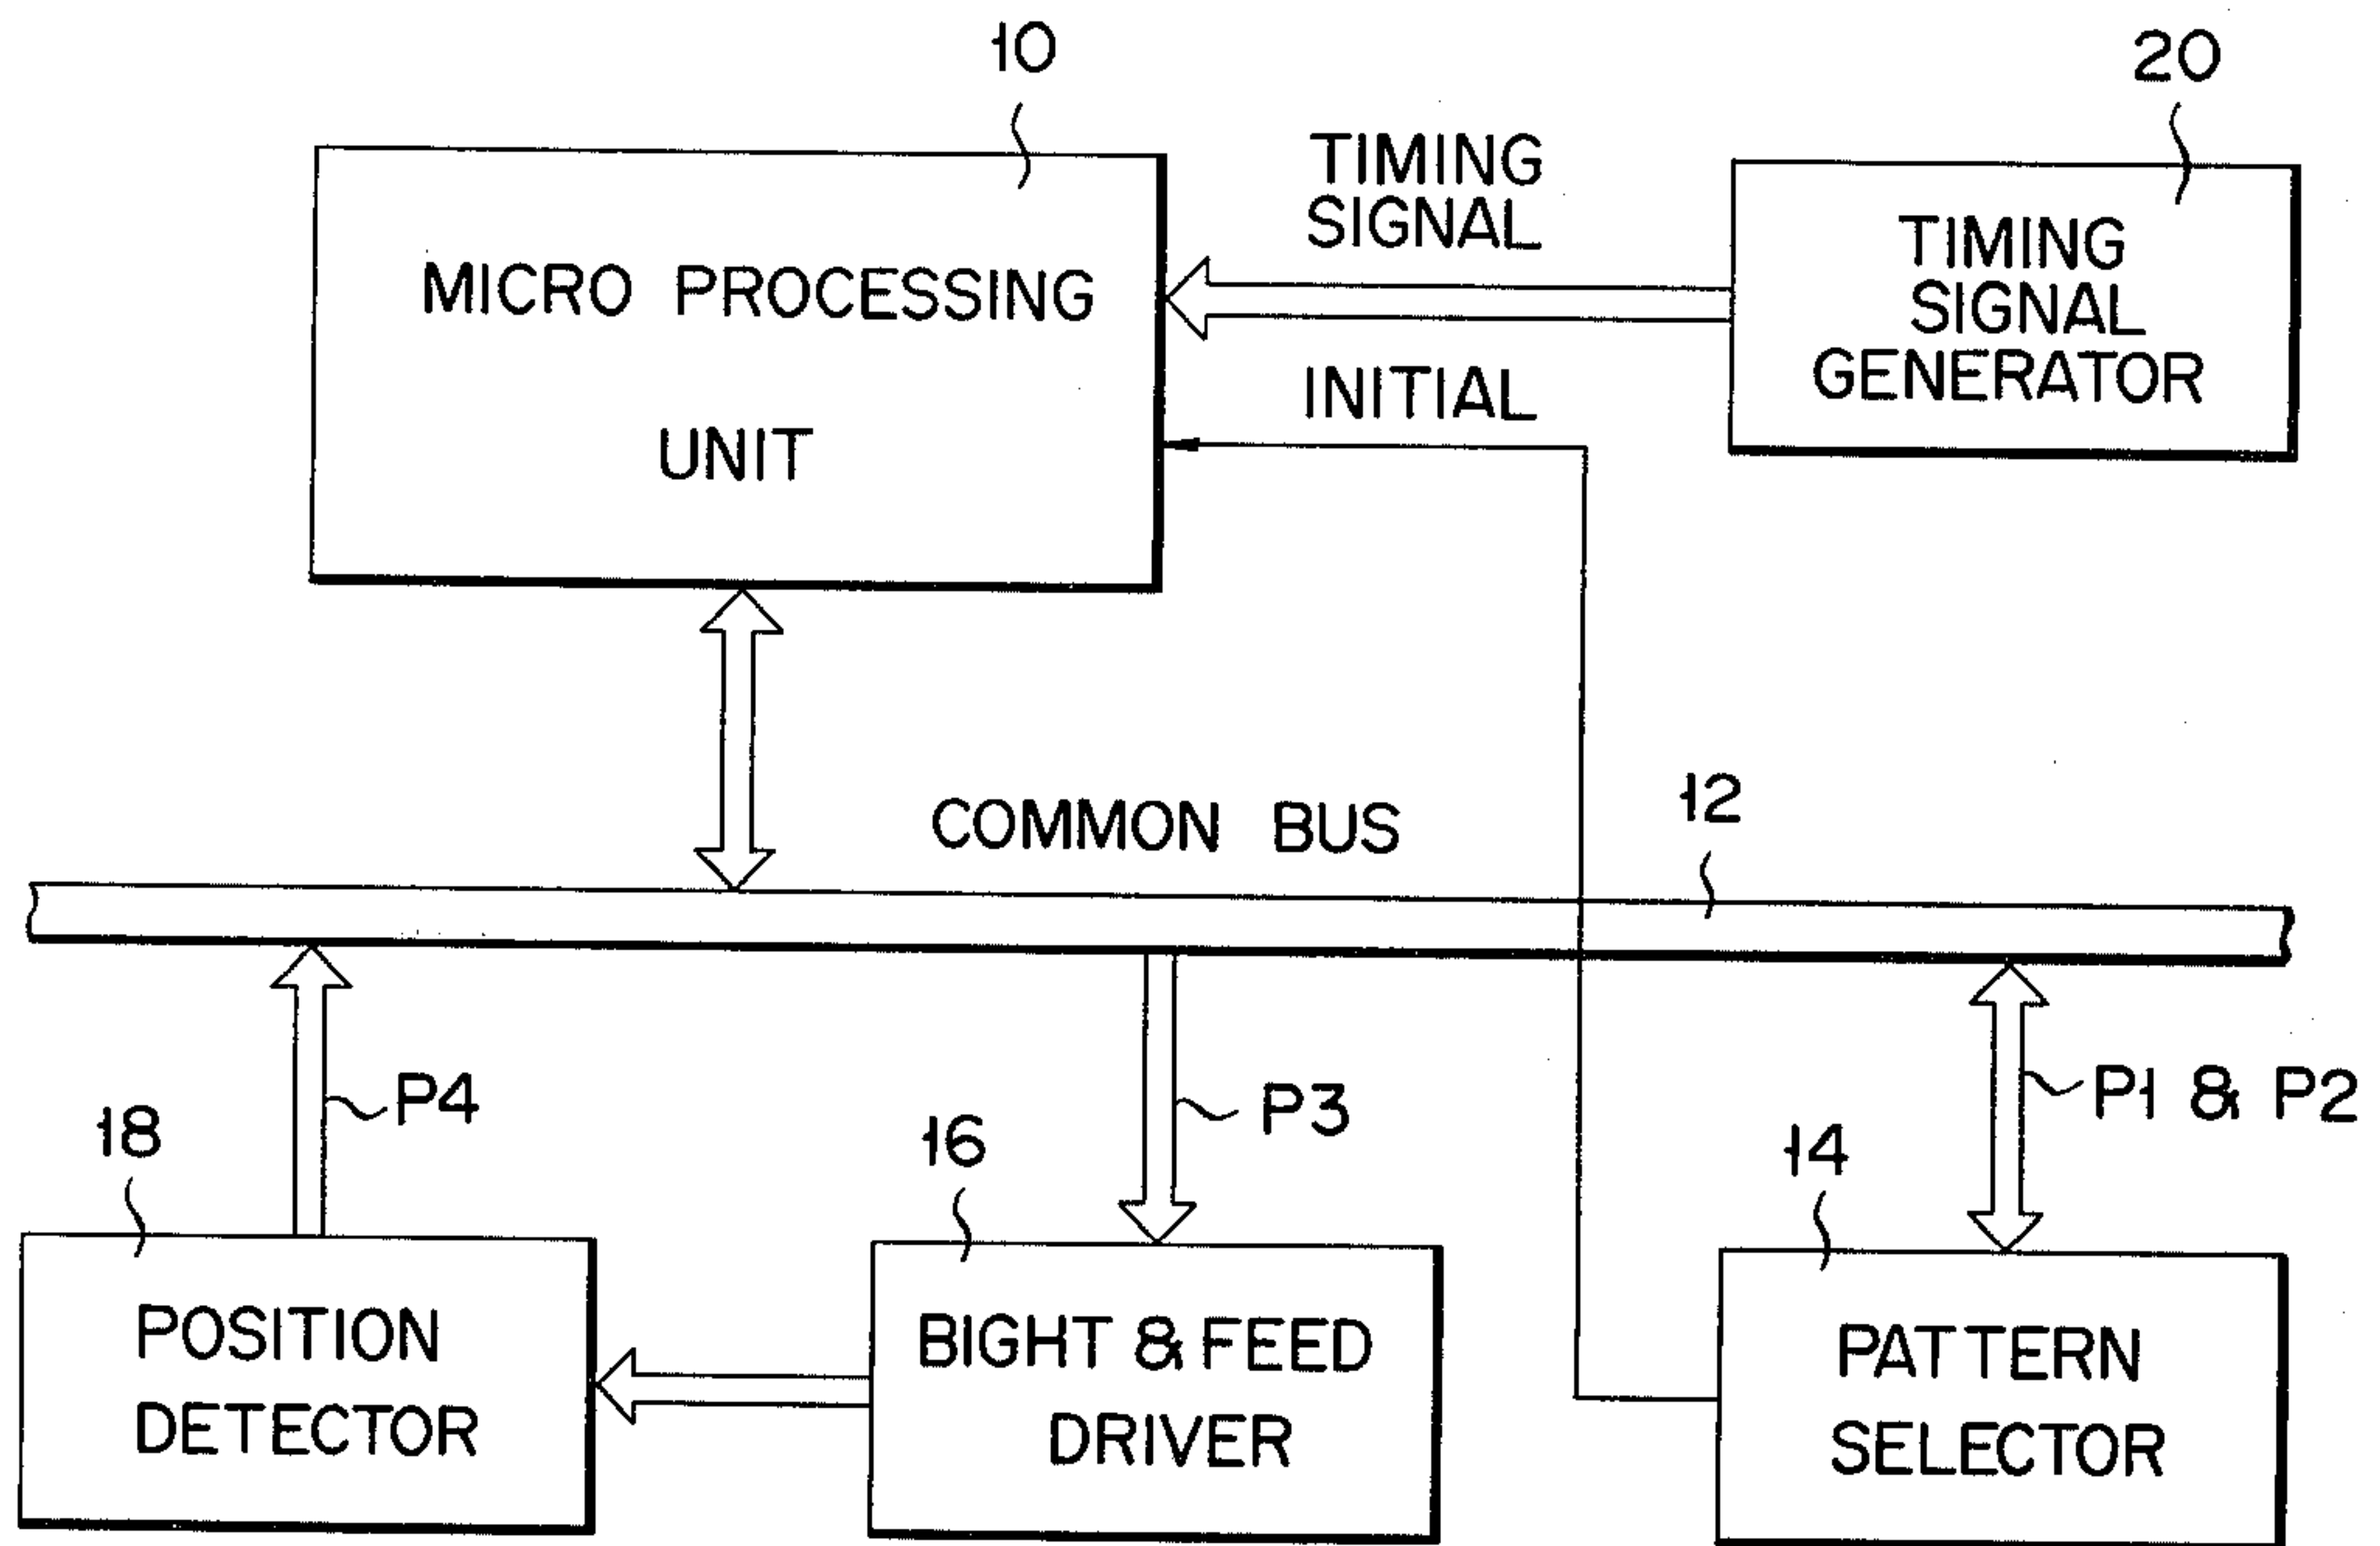 10
20
TIMING
SIGNAL
MICRO PROCESSING
UNIT
TIMING
SIGNAL
GENERATOR
INITIAL
COMMON BUS
12
P4
P3
P1 & P2
18
16
14
POSITION
DETECTOR
BIGHT & FEED
DRIVER
PATTERN
SELECTOR